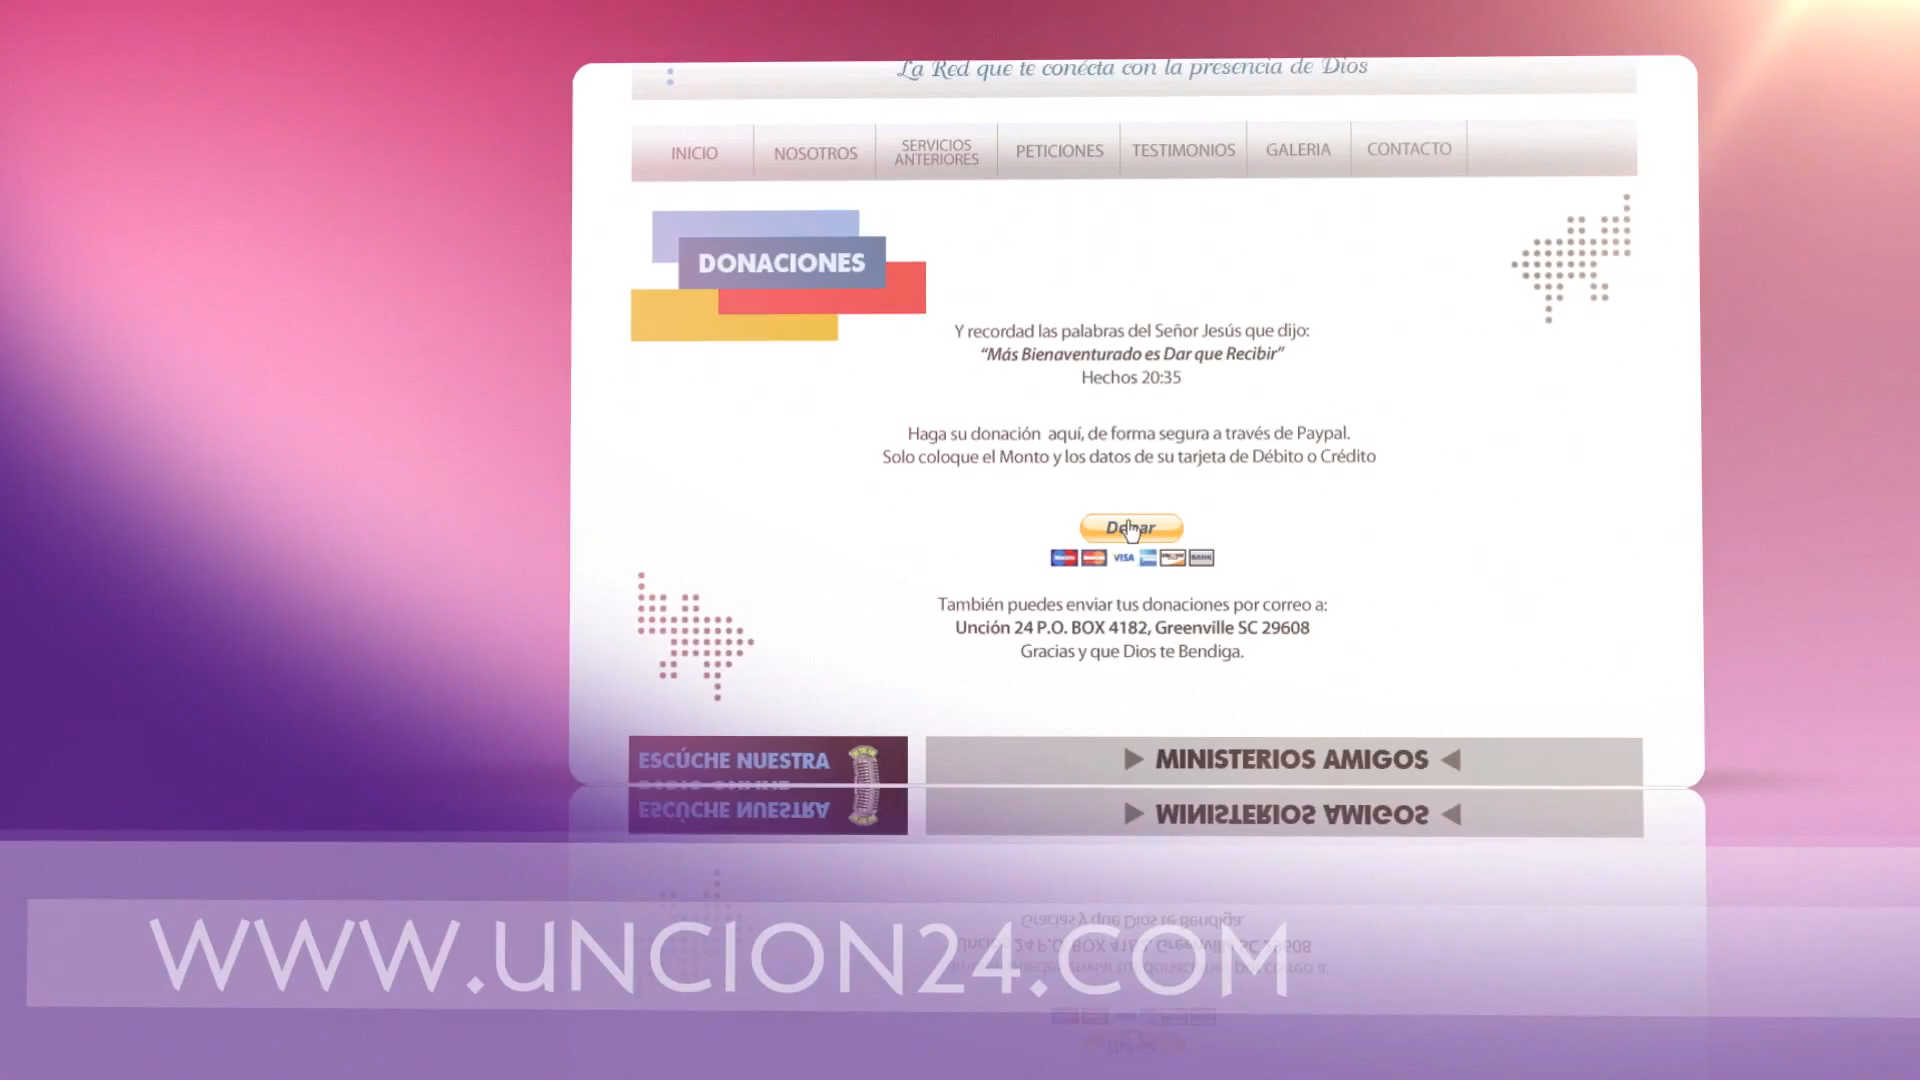 La Red que te conécta con la presencia de Dios
INICIO
NOSOTROS
SERVICIOS
ANTERIORES
PETICIONES
TESTIMONIOS
GALERIA
CONTACTO
DONACIONES
Y recordad las palabras del Señor Jesús que dijo:
“Más Bienaventurado es Dar que Recibir”
Hechos 20:35
Haga su donación aquí, de forma segura a través de Paypal.
Solo coloque el Monto y los datos de su tarjeta de Débito o Crédito
Donar
VISA
BANK
También puedes enviar tus donaciones por correo a:
Unción 24 P.O. BOX 4182, Greenville SC 29608
Gracias y que Dios te Bendiga.
ESCÚCHE NUESTRA
MINISTERIOS AMIGOS
WWW.UNCION24.COM